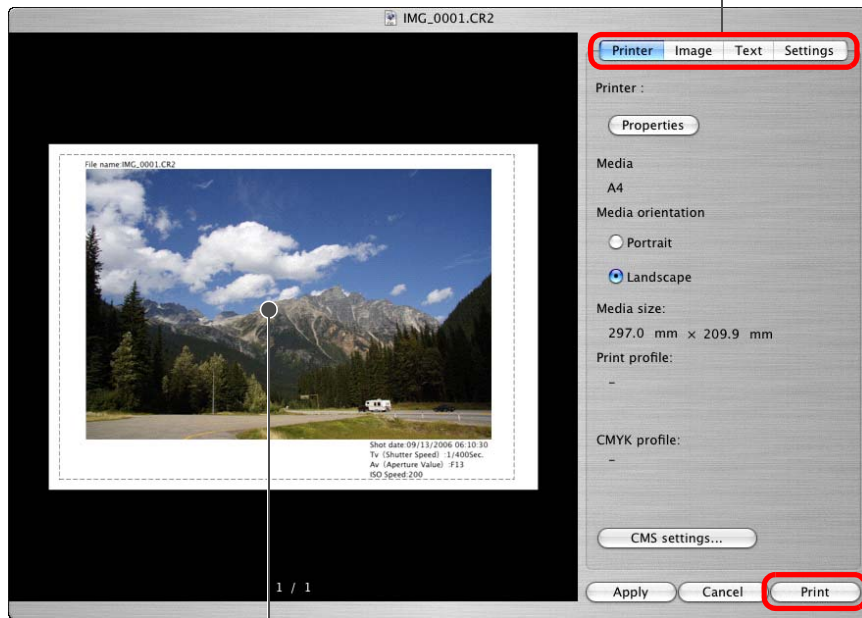 IMG_0001.CR2
File name:IMG_0001.CR2
Shot date:09/13/2006 06:10:30
Tv (Shutter Speed) :1/400Sec.
Av (Aperture Value) :F13
ISO Speed:200
1 / 1
Printer Image Text Settings
Printer :
Properties
Media
A4
Media orientation
Portrait
Landscape
Media size:
297.0 mm × 209.9 mm
Print profile:
–
CMYK profile:
–
CMS settings...
Apply Cancel Print